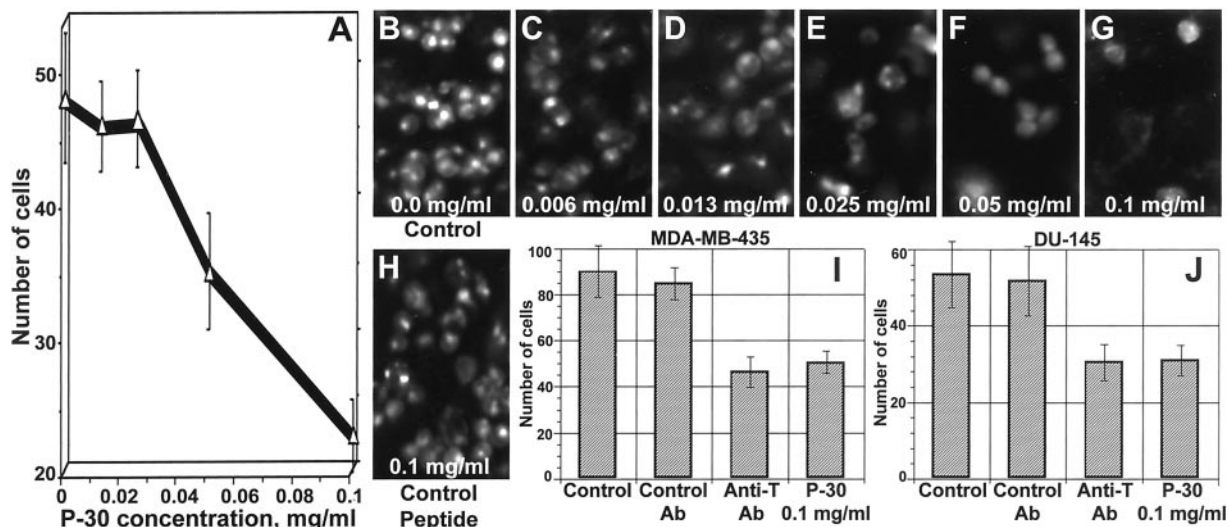 A
50
40
30
20
Number of cells
0
0.02
0.04
0.06
0.08
0.1
P-30 concentration, mg/ml
B
0.0 mg/ml
Control
C
0.006 mg/ml
D
0.013 mg/ml
E
0.025 mg/ml
F
0.05 mg/ml
G
0.1 mg/ml
H
0.1 mg/ml
Control
Peptide
MDA-MB-435
I
100
80
60
40
20
0
Number of cells
Control
Control
Ab
Anti-T
Ab
P-30
0.1 mg/ml
DU-145
J
60
40
20
0
Number of cells
Control
Control
Ab
Anti-T
Ab
P-30
0.1 mg/ml